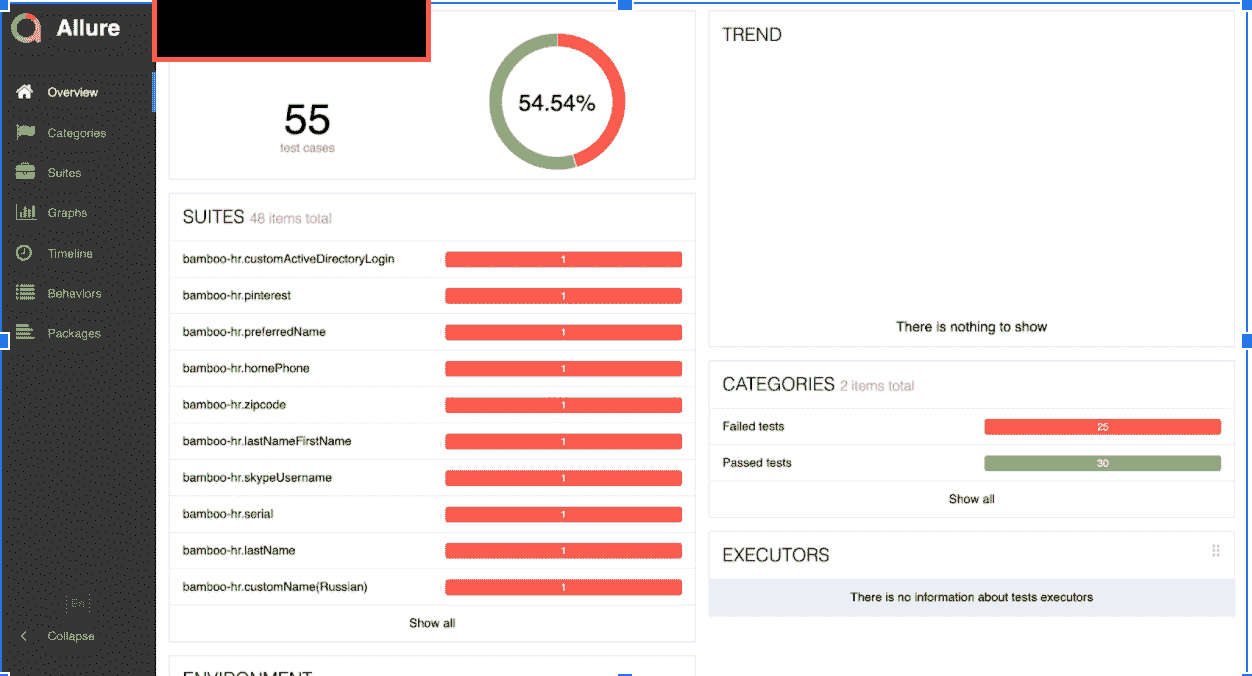 Allure
Overview
Categories
Suites
Graphs
Timeline
Behaviors
Packages
En
Collapse
55
test cases
54.54%
SUITES 48 items total
bamboo-hr.customActiveDirectoryLogin 1
bamboo-hr.pinterest 1
bamboo-hr.preferredName 1
bamboo-hr.homePhone 1
bamboo-hr.zipcode 1
bamboo-hr.lastNameFirstName 1
bamboo-hr.skypeUsername 1
bamboo-hr.serial 1
bamboo-hr.lastName 1
bamboo-hr.customName(Russian) 1
Show all
ENVIRONMENT
TREND
There is nothing to show
CATEGORIES 2 items total
Failed tests 25
Passed tests 30
Show all
EXECUTORS
There is no information about tests executors